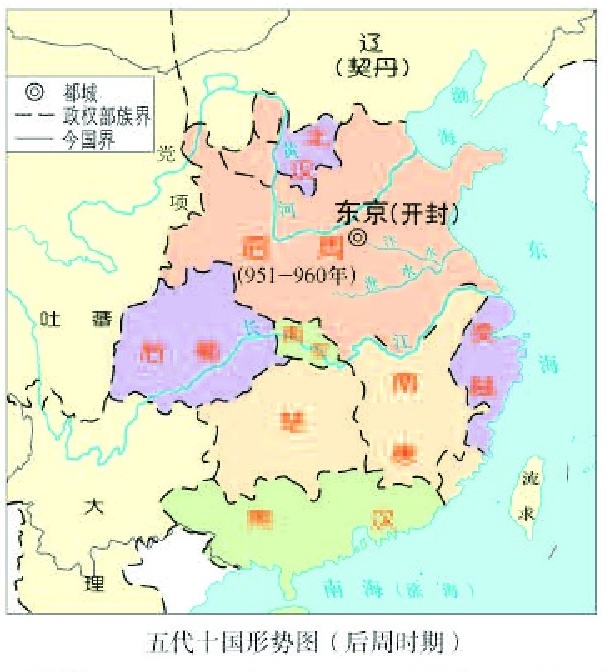 辽
(契丹)
渤
海
都城
政权部族界
今国界
党
项
北
汉
黄
河
东京(开封)
后 周
(951-960年)
汴 水
淮 水
东
海
吐 蕃
后 蜀
长
江
南
平
吴
越
南
唐
楚
南 汉
流
求
大
理
南 海(涨 海)
五代十国形势图(后周时期)